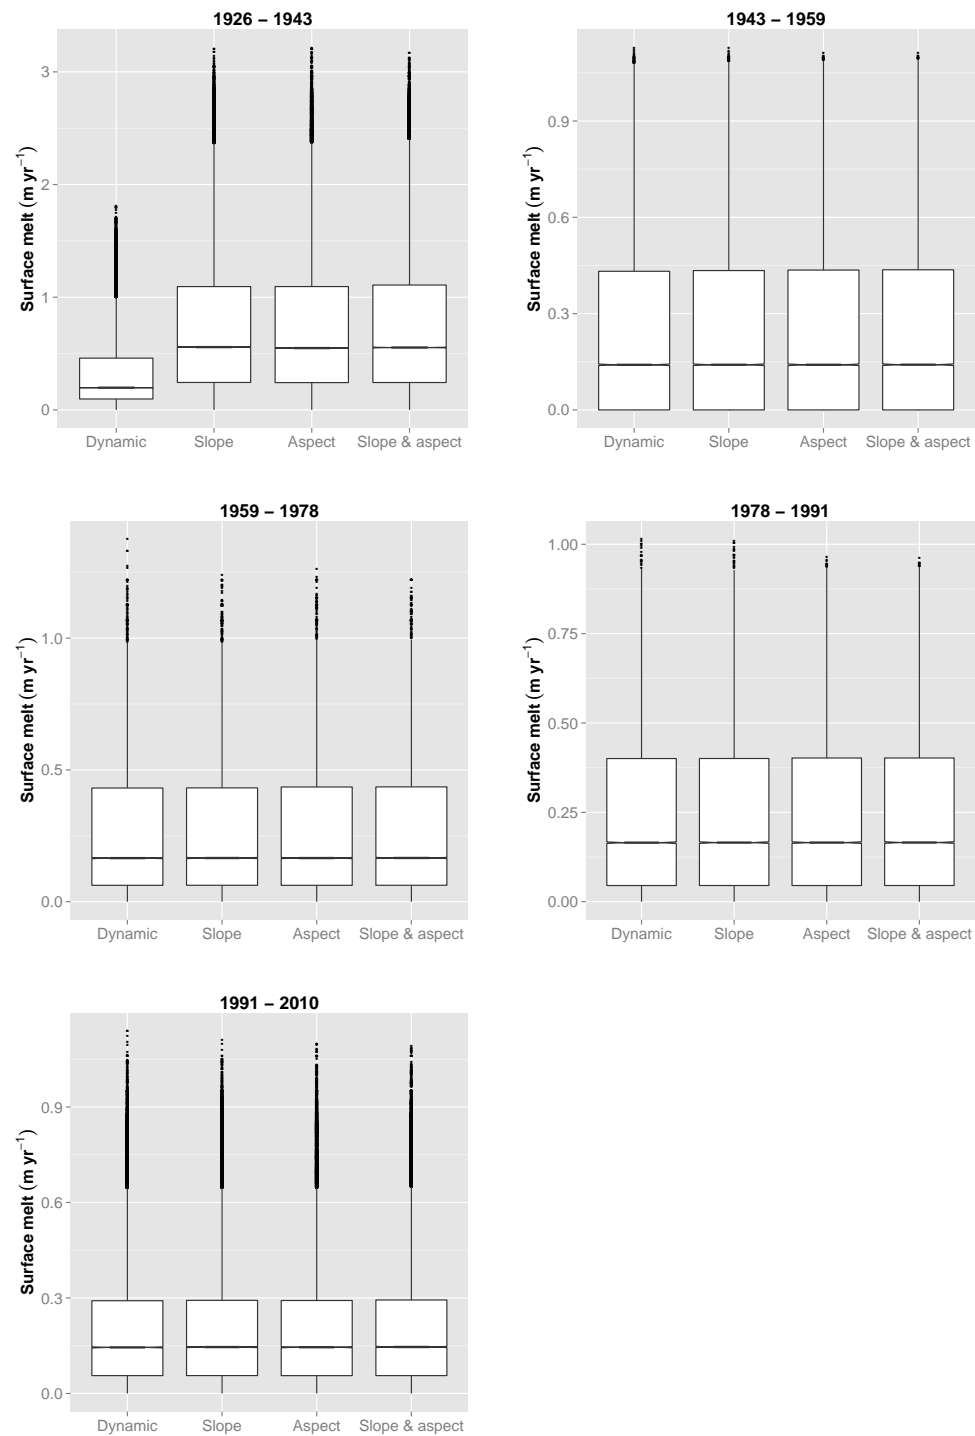 1926 – 1943
Surface melt (m yr−1)
3
2
1
0
Dynamic Slope Aspect Slope & aspect
1943 – 1959
Surface melt (m yr−1)
0.9
0.6
0.3
0.0
Dynamic Slope Aspect Slope & aspect
1959 – 1978
Surface melt (m yr−1)
1.0
0.5
0.0
Dynamic Slope Aspect Slope & aspect
1978 – 1991
Surface melt (m yr−1)
1.00
0.75
0.50
0.25
0.00
Dynamic Slope Aspect Slope & aspect
1991 – 2010
Surface melt (m yr−1)
0.9
0.6
0.3
0.0
Dynamic Slope Aspect Slope & aspect